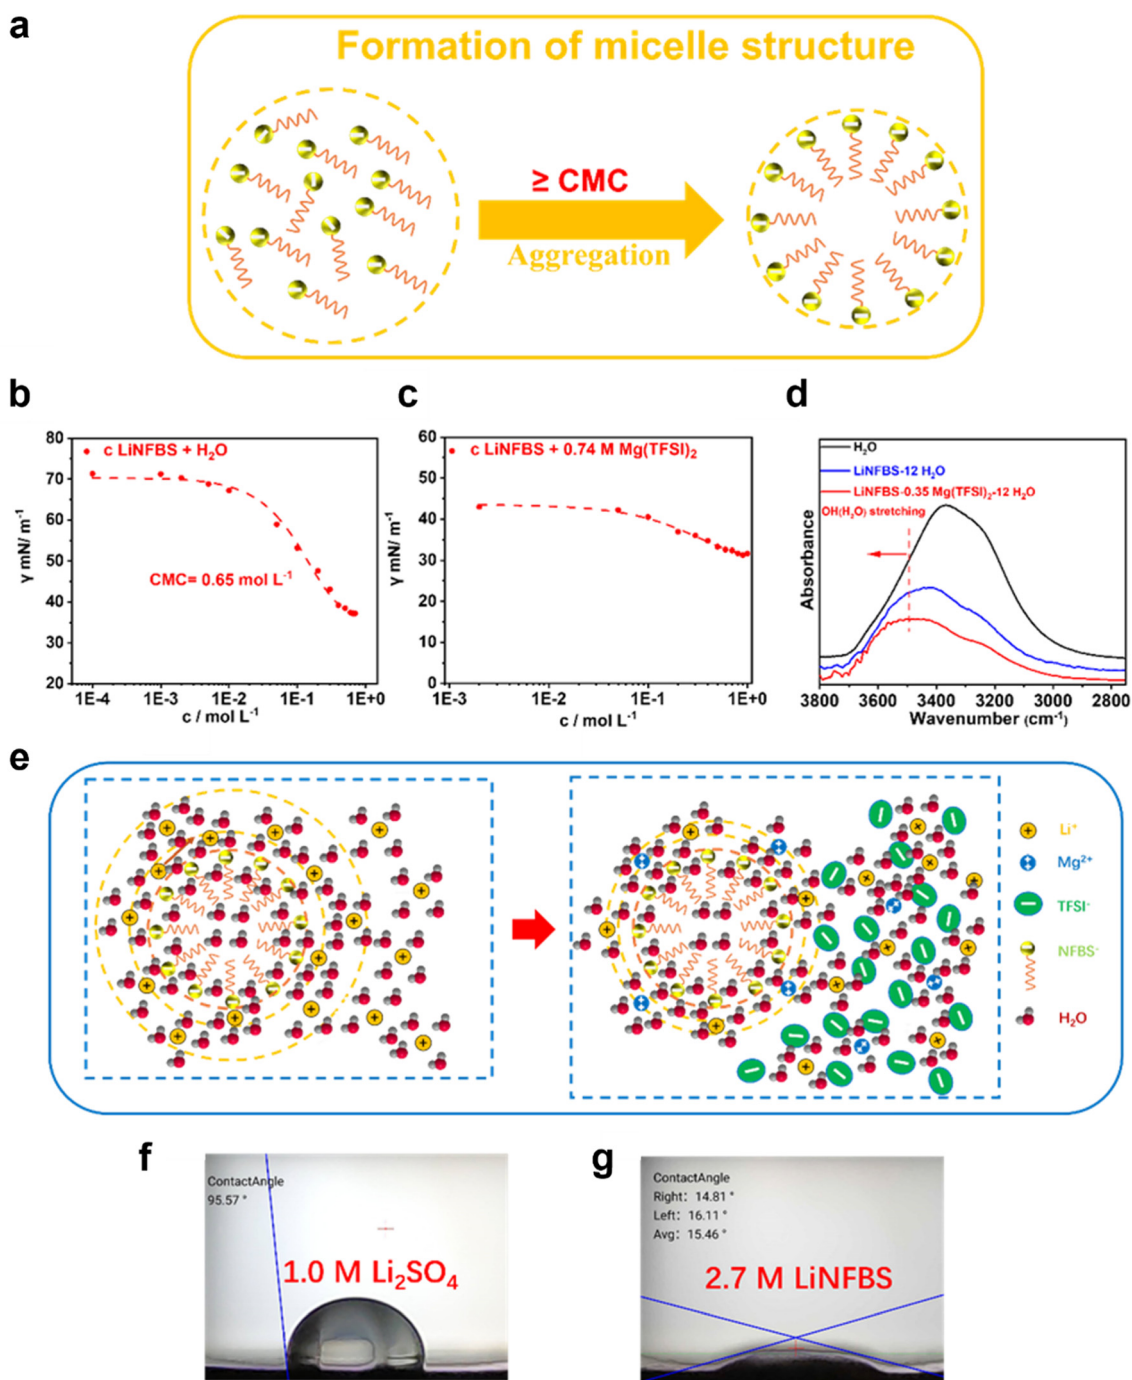 a
Formation of micelle structure
≥ CMC
Aggregation
b
c LiNFBS + H₂O
CMC= 0.65 mol L⁻¹
γ mN/ m⁻¹
80
70
60
50
40
30
20
1E-4
1E-3
1E-2
1E-1
1E+0
c / mol L⁻¹
c
c LiNFBS + 0.74 M Mg(TFSI)₂
γ mN/ m⁻¹
60
50
40
30
20
10
0
1E-3
1E-2
1E-1
1E+0
c / mol L⁻¹
d
H₂O
LiNFBS-12 H₂O
LiNFBS-0.35 Mg(TFSI)₂-12 H₂O
OH(H₂O) stretching
Absorbance
3800
3600
3400
3200
3000
2800
Wavenumber (cm⁻¹)
e
Li⁺
Mg²⁺
TFSI⁻
NFBS⁻
H₂O
f
ContactAngle
95.57 °
1.0 M Li₂SO₄
g
ContactAngle
Right: 14.81 °
Left: 16.11 °
Avg: 15.46 °
2.7 M LiNFBS